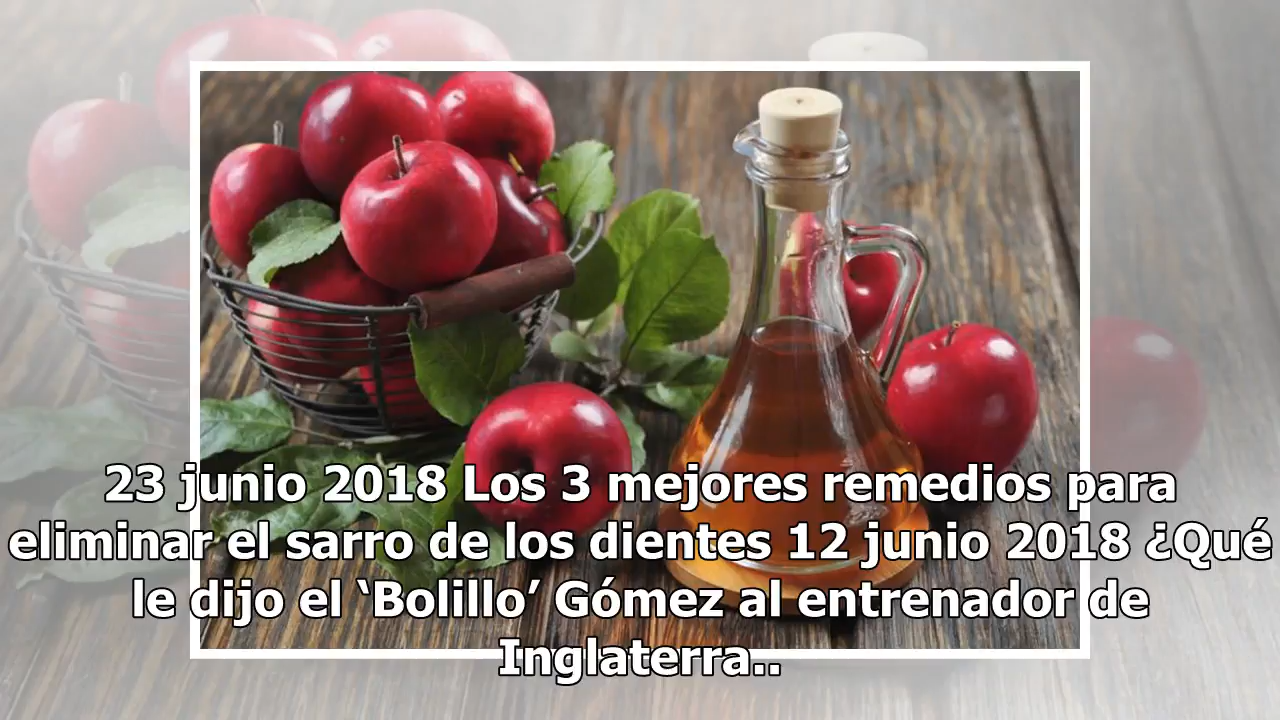 23 junio 2018 Los 3 mejores remedios para
eliminar el sarro de los dientes 12 junio 2018 ¿Qué
le dijo el ‘Bolillo’ Gómez al entrenador de
Inglaterra..